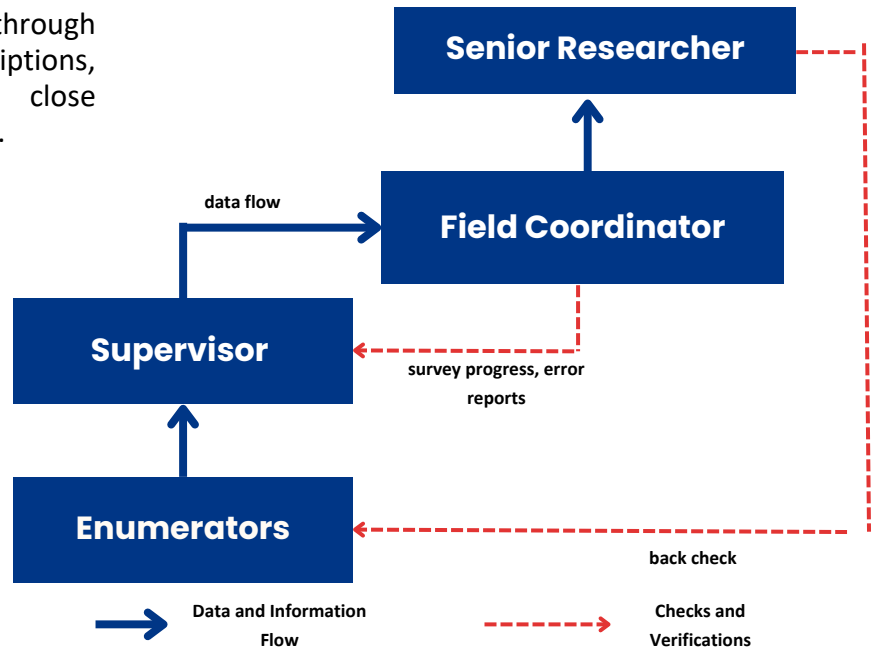 through
iptions,
close
.
Senior Researcher
data flow
Field Coordinator
Supervisor
survey progress, error
reports
Enumerators
back check
Data and Information
Flow
Checks and
Verifications